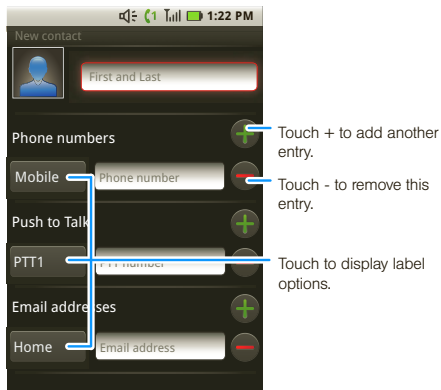 1:22 PM
New contact
First and Last
Phone numbers
Touch + to add another
entry.
Mobile
Phone number
Touch - to remove this
entry.
Push to Talk
PTT1
PTT number
Touch to display label
options.
Email addresses
Home
Email address